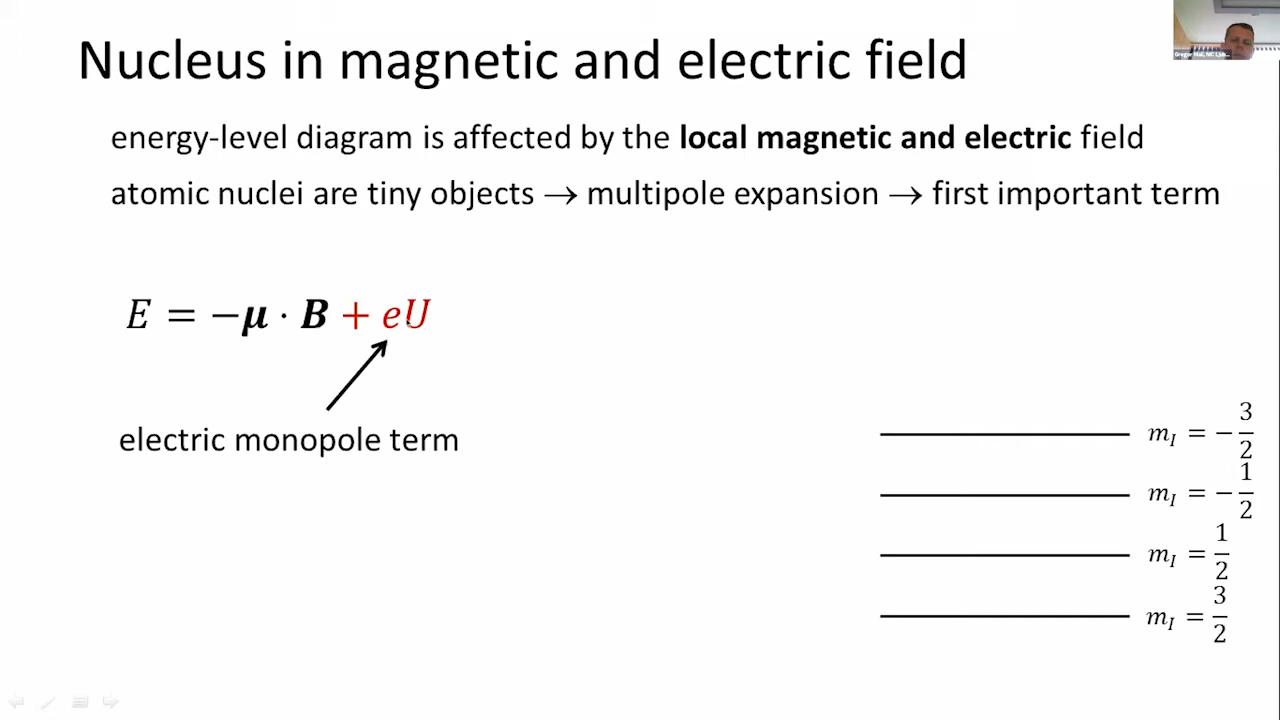 Nucleus in magnetic and electric field
energy-level diagram is affected by the local magnetic and electric field
atomic nuclei are tiny objects → multipole expansion → first important term
E = −μ · B + eU
electric monopole term
m_I = −3/2
m_I = −1/2
m_I = 1/2
m_I = 3/2